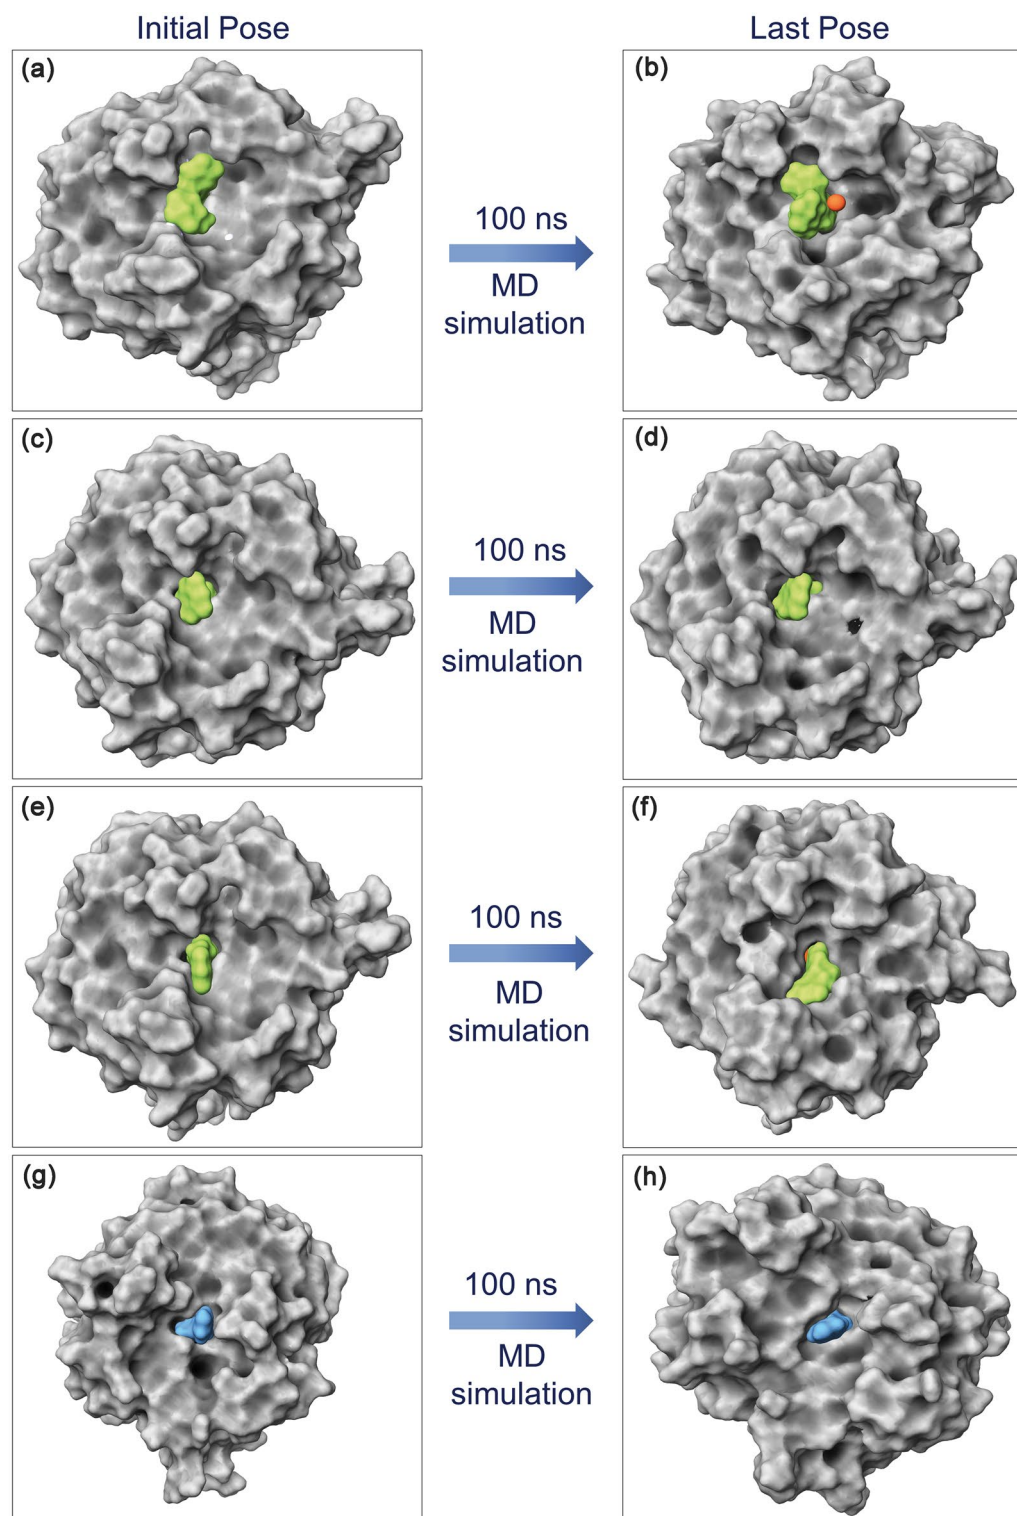 Initial Pose
Last Pose
(a)
(b)
100 ns
MD
simulation
(c)
(d)
100 ns
MD
simulation
(e)
(f)
100 ns
MD
simulation
(g)
(h)
100 ns
MD
simulation